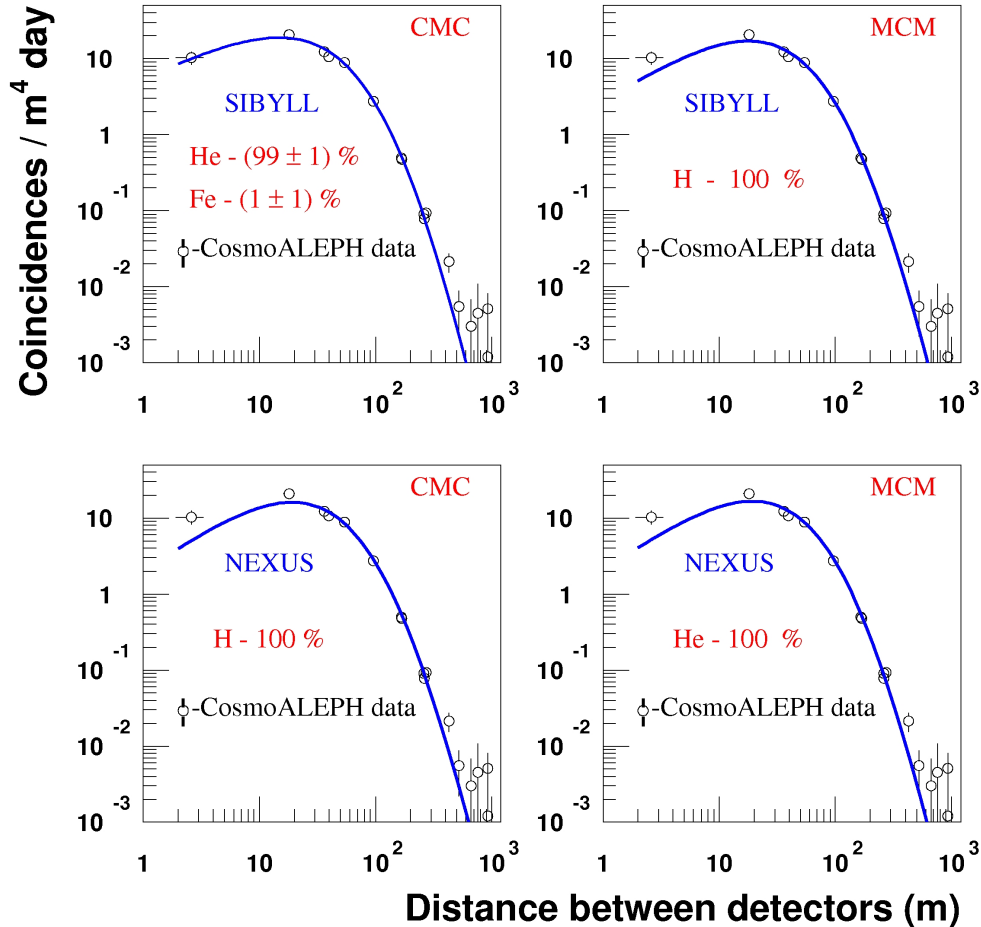 Coincidences / m⁴ day
CMC
SIBYLL
He - (99 ± 1) %
Fe - (1 ± 1) %
-CosmoALEPH data
10
1
10⁻¹
10⁻²
10⁻³
1 10 10² 10³
MCM
SIBYLL
H - 100 %
-CosmoALEPH data
10
1
10⁻¹
10⁻²
10⁻³
1 10 10² 10³
CMC
NEXUS
H - 100 %
-CosmoALEPH data
10
1
10⁻¹
10⁻²
10⁻³
1 10 10² 10³
MCM
NEXUS
He - 100 %
-CosmoALEPH data
10
1
10⁻¹
10⁻²
10⁻³
1 10 10² 10³
Distance between detectors (m)